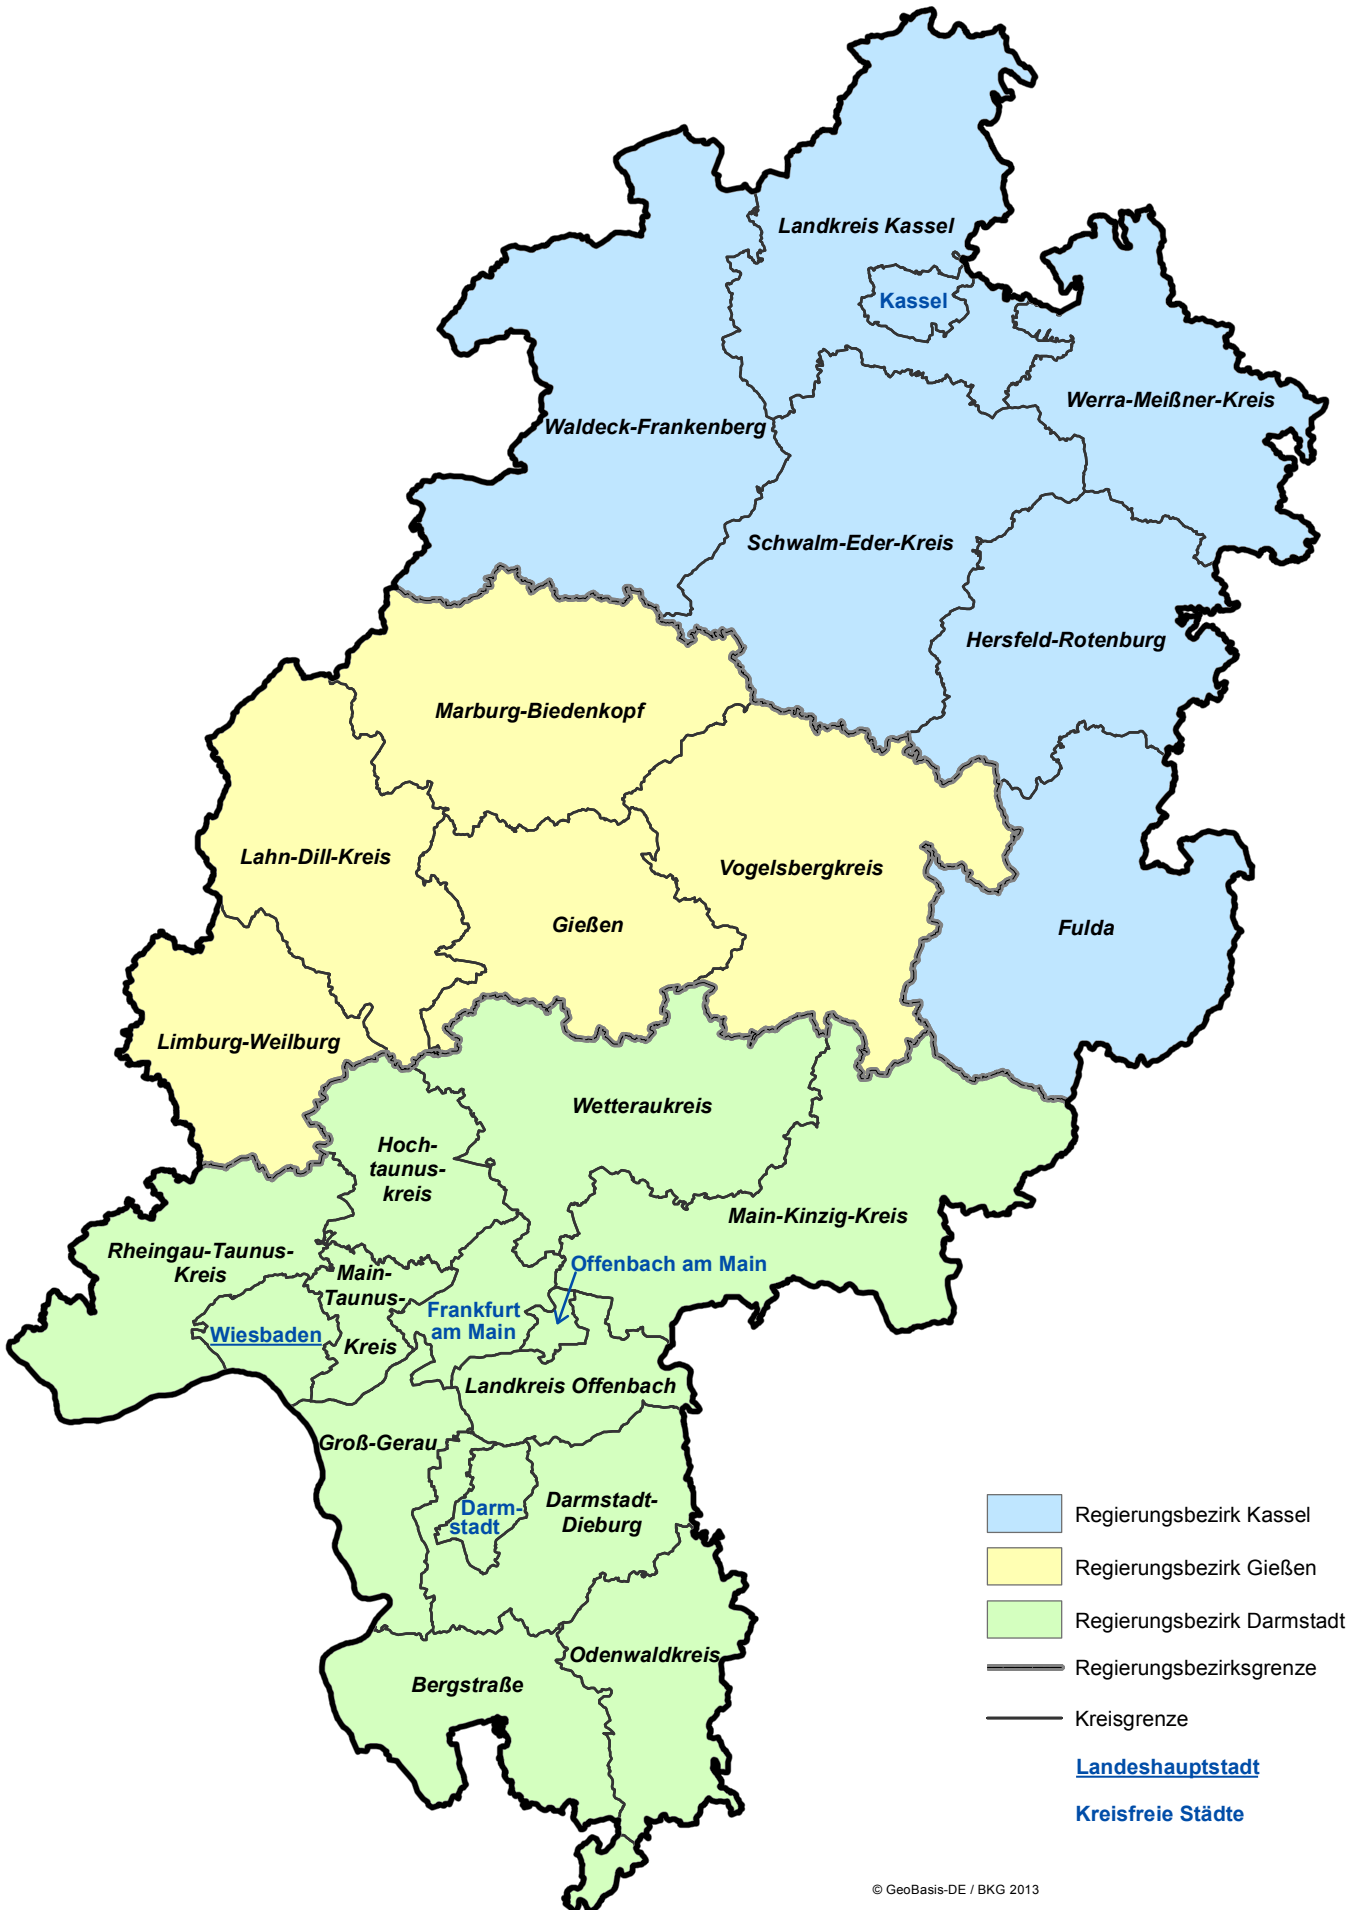 Landkreis Kassel
Kassel
Werra-Meißner-Kreis
Waldeck-Frankenberg
Schwalm-Eder-Kreis
Hersfeld-Rotenburg
Marburg-Biedenkopf
Lahn-Dill-Kreis
Vogelsbergkreis
Gießen
Fulda
Limburg-Weilburg
Wetteraukreis
Hoch-
taunus-
kreis
Main-Kinzig-Kreis
Rheingau-Taunus-
Kreis
Main-
Taunus-
Kreis
Offenbach am Main
Frankfurt
am Main
Wiesbaden
Landkreis Offenbach
Groß-Gerau
Darm-
stadt
Darmstadt-
Dieburg
Odenwaldkreis
Bergstraße
Regierungsbezirk Kassel
Regierungsbezirk Gießen
Regierungsbezirk Darmstadt
Regierungsbezirksgrenze
Kreisgrenze
Landeshauptstadt
Kreisfreie Städte
© GeoBasis-DE / BKG 2013